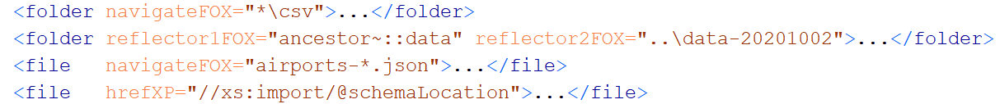 <folder navigateFOX="*\csv">...</folder>
<folder reflector1FOX="ancestor~::data" reflector2FOX="..\data-20201002">...</folder>
<file   navigateFOX="airports-*.json">...</file>
<file   hrefXP="//xs:import/@schemaLocation">...</file>